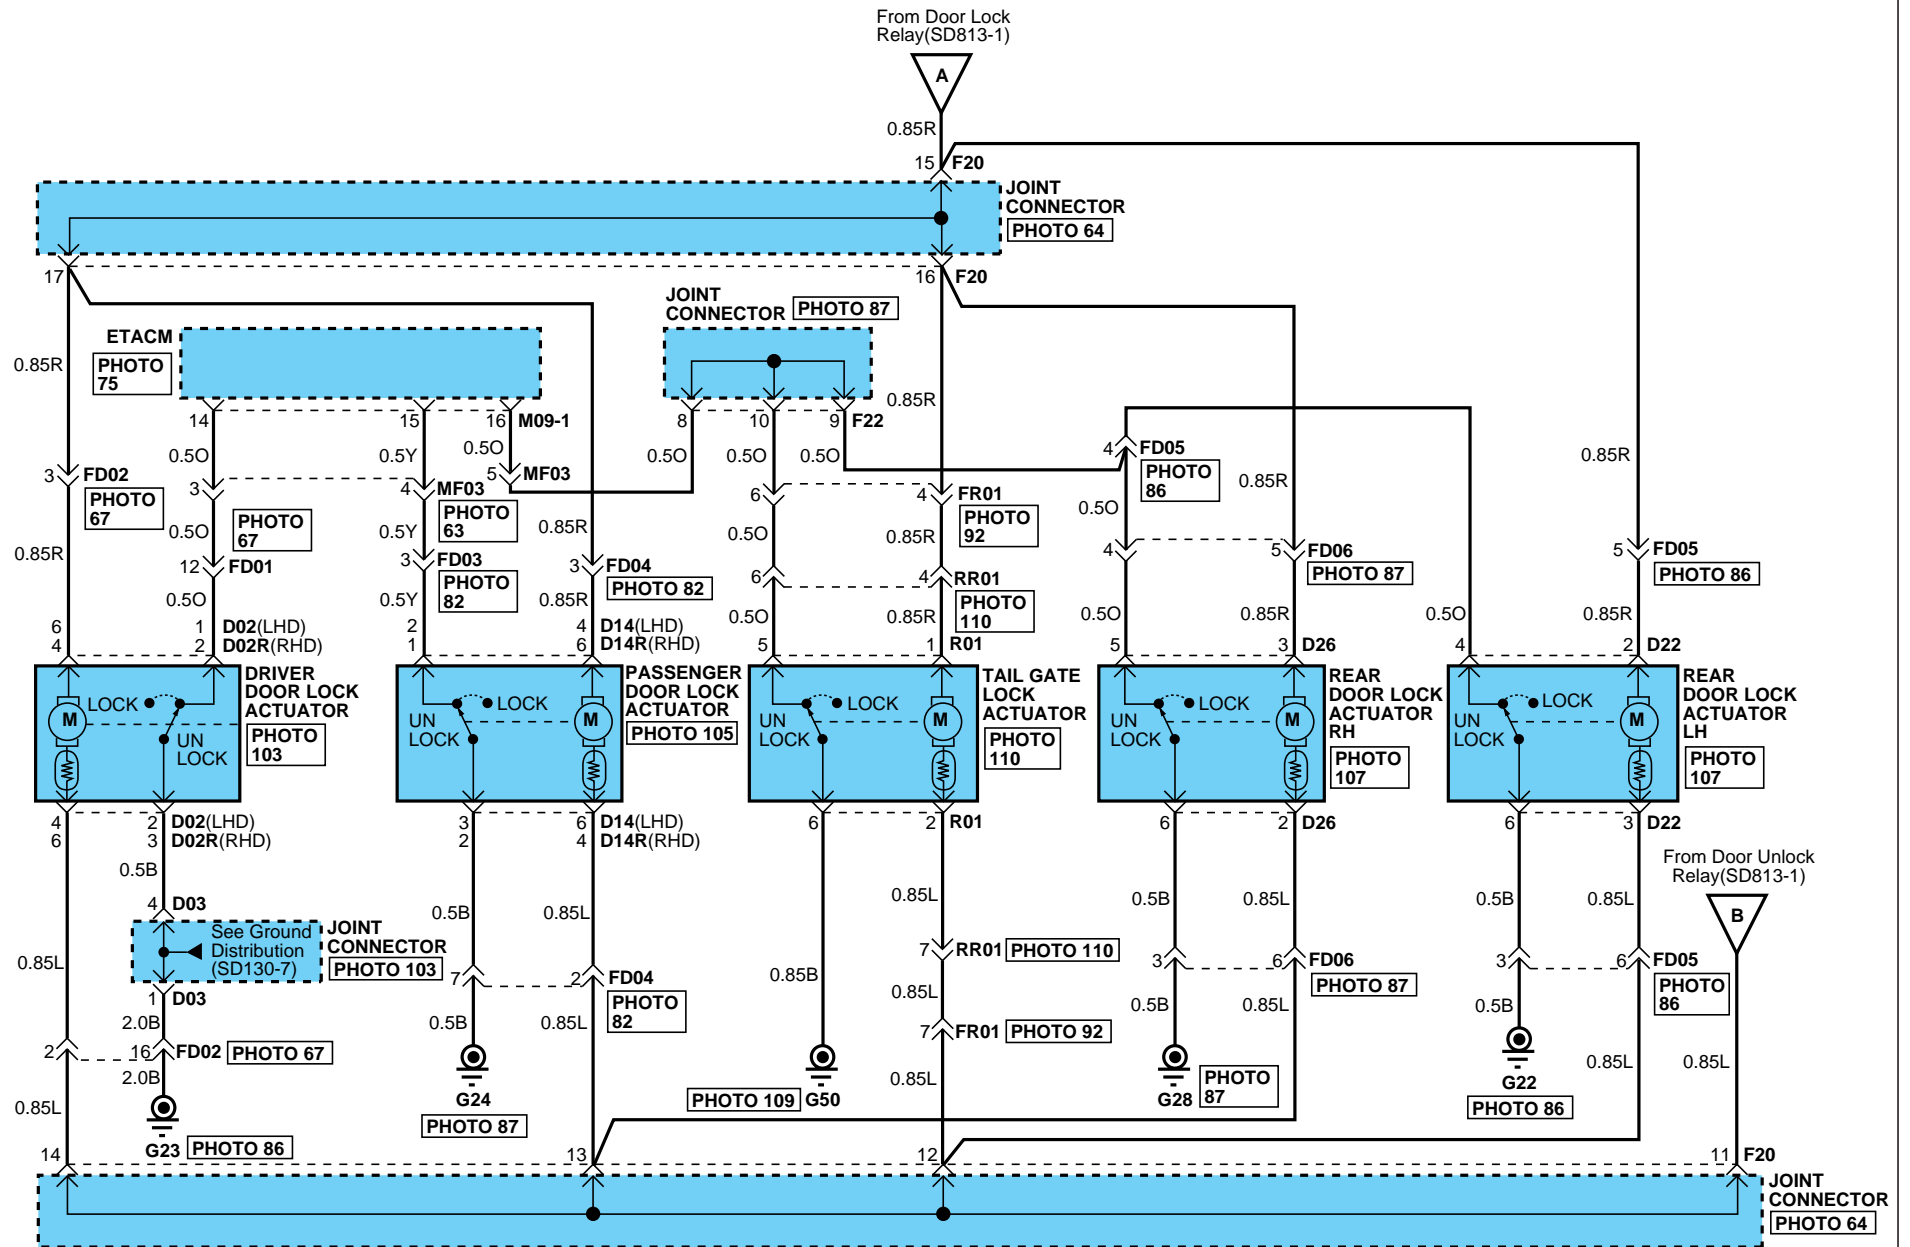 From Door Lock
Relay(SD813-1)
A
0.85R
15 F20
JOINT
CONNECTOR
PHOTO 64
17
16 F20
JOINT
CONNECTOR PHOTO 87
ETACM
PHOTO
75
0.85R
0.85R
14 15 16 M09-1
8 10 9 F22
0.5O 0.5Y 0.5O 0.5O 0.5O 0.5O
4 FD05
PHOTO
86
0.85R
0.85R
3 FD02
PHOTO
67
5 MF03
3
4 MF03
PHOTO
63
PHOTO
67
6
4 FR01
PHOTO
92
0.5O
0.85R
0.5O
0.5Y
0.85R
0.5O
0.85R
4
5 FD06
PHOTO 87
5 FD05
PHOTO 86
12 FD01
3 FD03
PHOTO
82
3 FD04
PHOTO 82
6
4 RR01
PHOTO
110
0.5O
0.5Y
0.85R
0.5O
0.85R
0.5O
0.85R
0.5O
0.85R
6 1 D02(LHD)
4 2 D02R(RHD)
2 4 D14(LHD)
1 6 D14R(RHD)
5 1 R01
5 3 D26
4 2 D22
LOCK
M
UN
LOCK
DRIVER
DOOR LOCK
ACTUATOR
PHOTO
103
LOCK
UN
LOCK
M
PASSENGER
DOOR LOCK
ACTUATOR
PHOTO 105
LOCK
UN
LOCK
M
TAIL GATE
LOCK
ACTUATOR
PHOTO
110
LOCK
UN
LOCK
M
REAR
DOOR LOCK
ACTUATOR
RH
PHOTO
107
LOCK
UN
LOCK
M
REAR
DOOR LOCK
ACTUATOR
LH
PHOTO
107
4 2 D02(LHD)
6 3 D02R(RHD)
3 6 D14(LHD)
2 4 D14R(RHD)
6 2 R01
6 2 D26
6 3 D22
From Door Unlock
Relay(SD813-1)
B
0.5B
4 D03
See Ground
Distribution
(SD130-7)
JOINT
CONNECTOR
PHOTO 103
1 D03
0.85L
2.0B
2 16 FD02 PHOTO 67
2.0B
0.85L
G23 PHOTO 86
0.5B 0.85L
7 2 FD04
PHOTO
82
0.5B 0.85L
G24
PHOTO 87
0.85B
PHOTO 109 G50
0.85L
7 RR01 PHOTO 110
0.85L
7 FR01 PHOTO 92
0.85L
0.5B 0.85L
3 6 FD06
PHOTO 87
0.5B 0.85L
G28
PHOTO
87
0.5B 0.85L
3 6 FD05
PHOTO
86
0.5B
G22
PHOTO 86
0.85L
0.85L
14 13 12 11 F20
JOINT
CONNECTOR
PHOTO 64